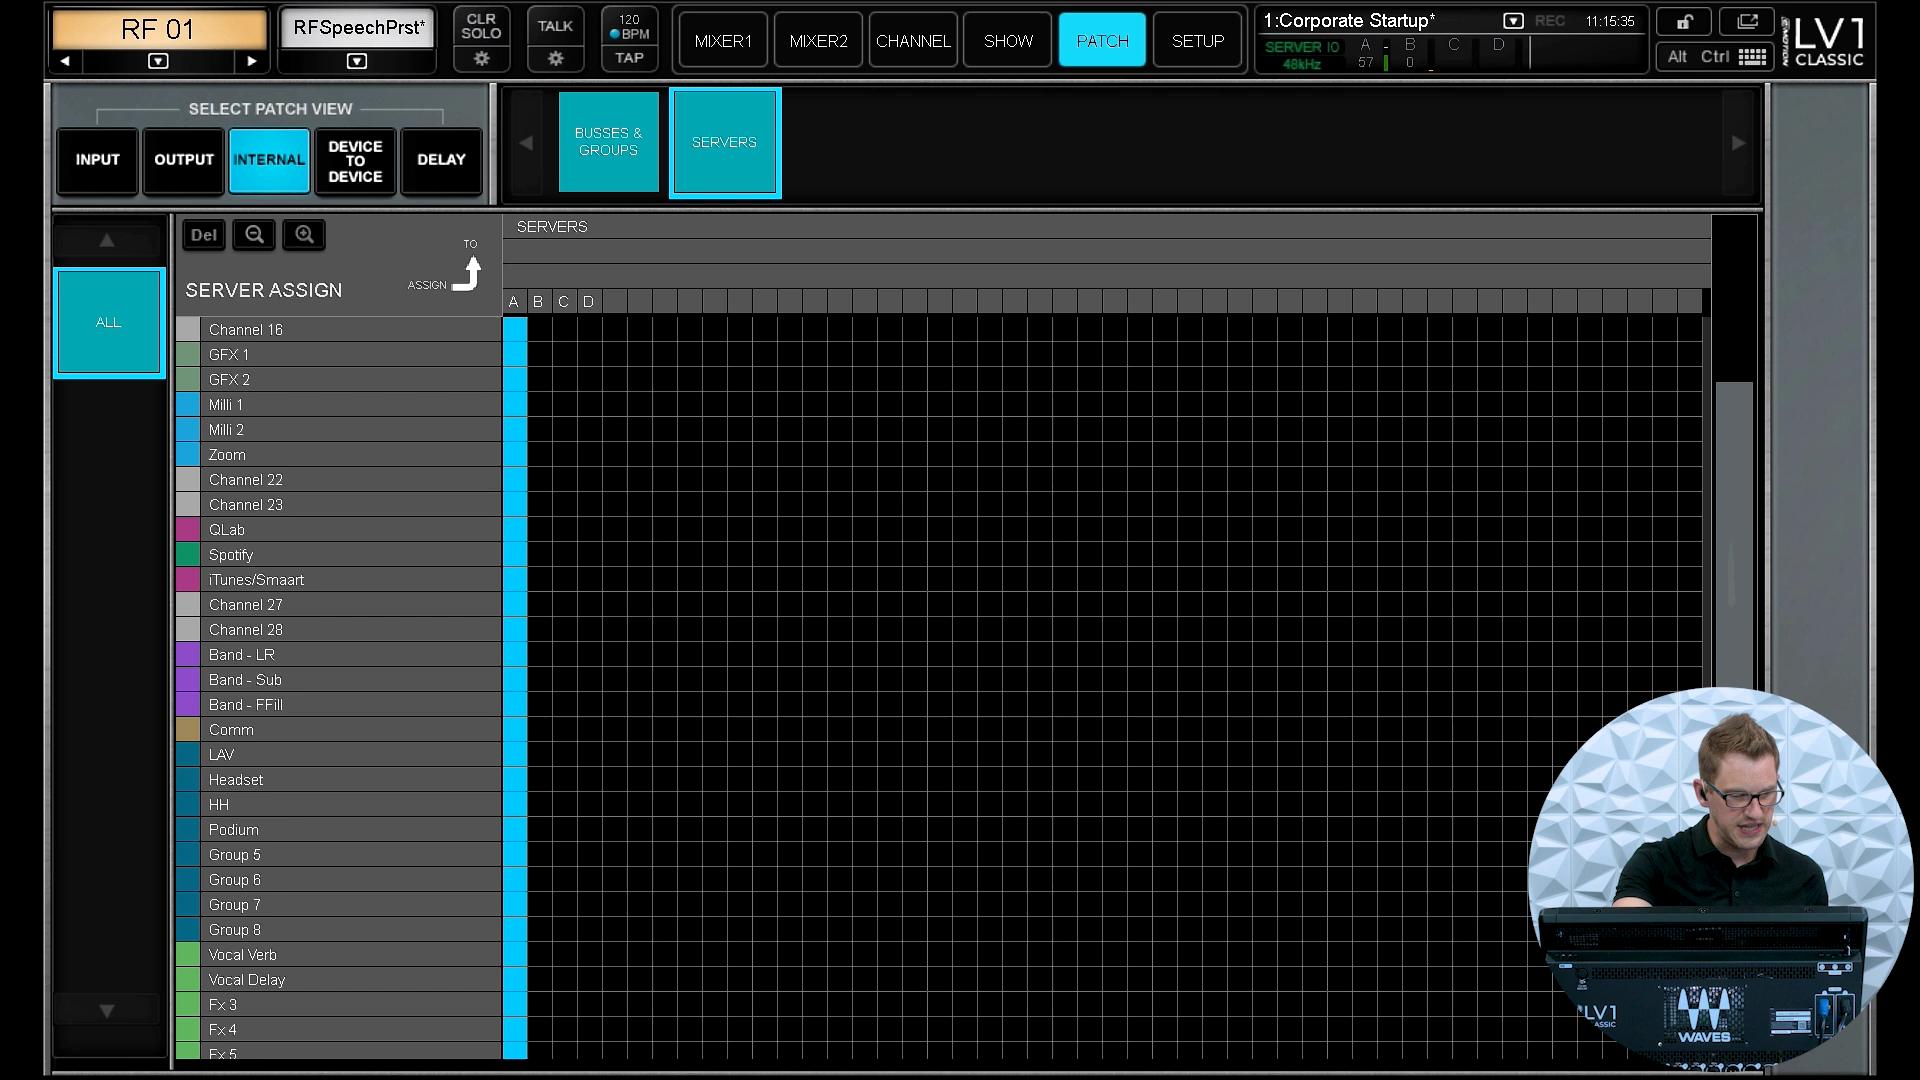 RF 01
RFSpeechPrst*
CLR
SOLO
TALK
120
BPM
TAP
MIXER1
MIXER2
CHANNEL
SHOW
PATCH
SETUP
1:Corporate Startup*
REC
11:15:35
SERVER IO
48kHz
A - B C D
57 0
Alt Ctrl
LV1
CLASSIC
SELECT PATCH VIEW
INPUT
OUTPUT
INTERNAL
DEVICE
TO
DEVICE
DELAY
BUSSES &
GROUPS
SERVERS
ALL
Del
TO
ASSIGN
SERVER ASSIGN
SERVERS
A B C D
Channel 16
GFX 1
GFX 2
Milli 1
Milli 2
Zoom
Channel 22
Channel 23
QLab
Spotify
iTunes/Smaart
Channel 27
Channel 28
Band - LR
Band - Sub
Band - FFill
Comm
LAV
Headset
HH
Podium
Group 5
Group 6
Group 7
Group 8
Vocal Verb
Vocal Delay
Fx 3
Fx 4
Fx 5
LV1
WAVES